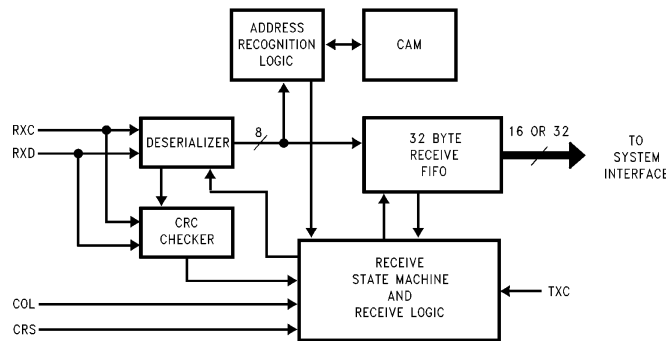 ADDRESS
RECOGNITION
LOGIC
CAM
RXC
RXD
DESERIALIZER
8
32 BYTE
RECEIVE
FIFO
16 OR 32
TO
SYSTEM
INTERFACE
CRC
CHECKER
RECEIVE
STATE MACHINE
AND
RECEIVE LOGIC
TXC
COL
CRS